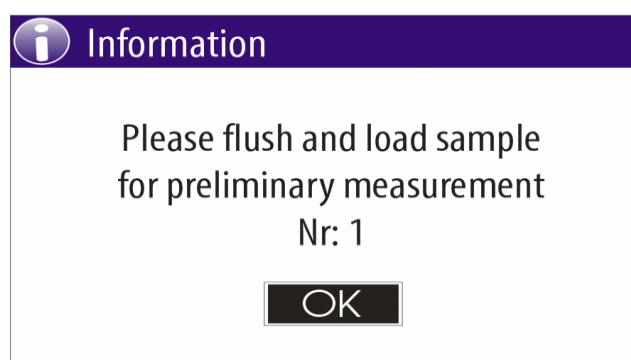 Information
Please flush and load sample
for preliminary measurement
Nr: 1
OK